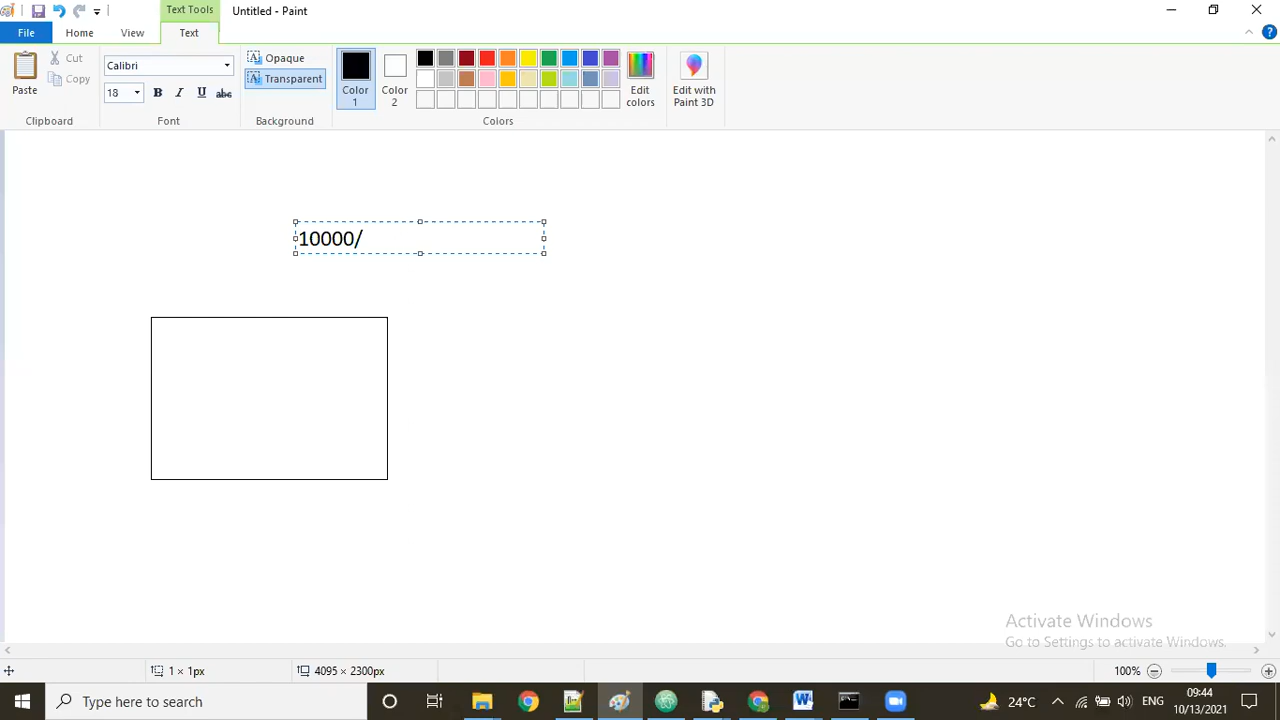 Text Tools
Untitled - Paint
File
Home
View
Text
Paste
Cut
Copy
Clipboard
Calibri
18
B I U abc
Font
Opaque
Transparent
Background
Color 1
Color 2
Edit colors
Colors
Edit with Paint 3D
10000/
Activate Windows
Go to Settings to activate Windows.
1 × 1px
4095 × 2300px
100%
Type here to search
24°C
ENG
09:44
10/13/2021